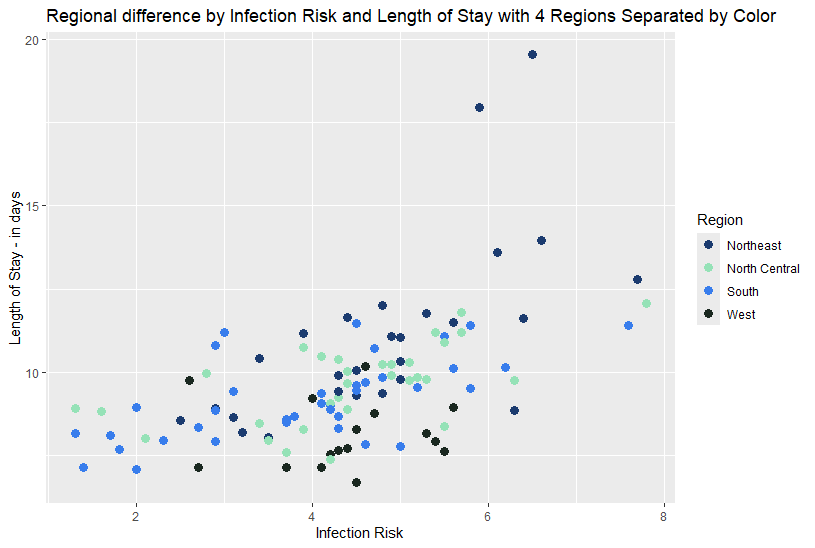 Regional difference by Infection Risk and Length of Stay with 4 Regions Separated by Color
20
15
10
Length of Stay - in days
2
4
6
8
Infection Risk
Region
Northeast
North Central
South
West